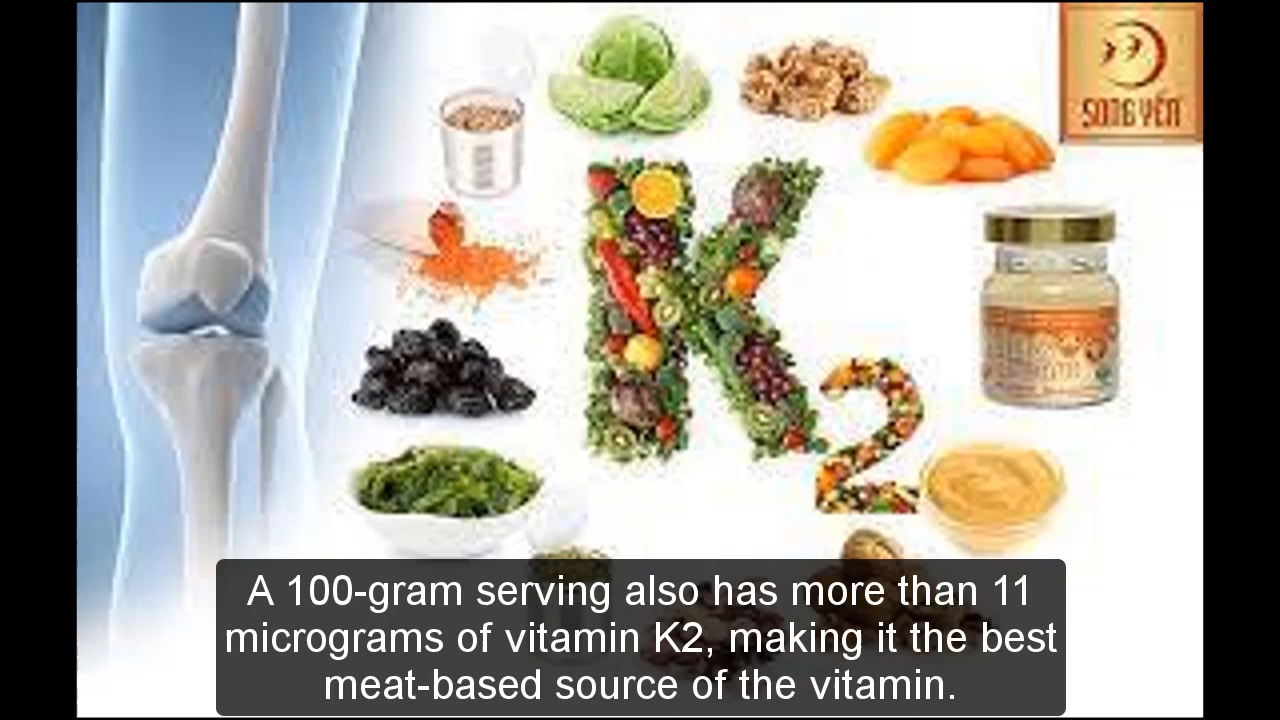 SONG YẾN
K
2
A 100-gram serving also has more than 11
micrograms of vitamin K2, making it the best
meat-based source of the vitamin.